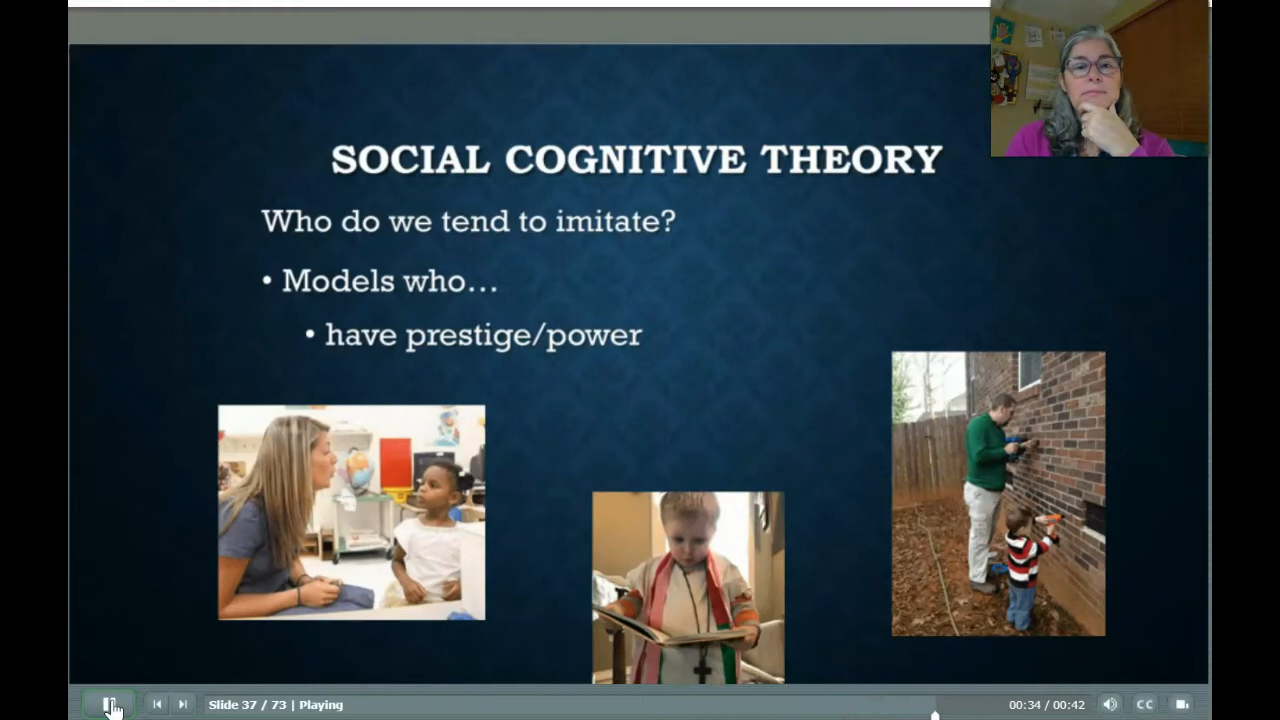 SOCIAL COGNITIVE THEORY
Who do we tend to imitate?
• Models who...
• have prestige/power
Slide 37 / 73 | Playing
00:34 / 00:42
CC